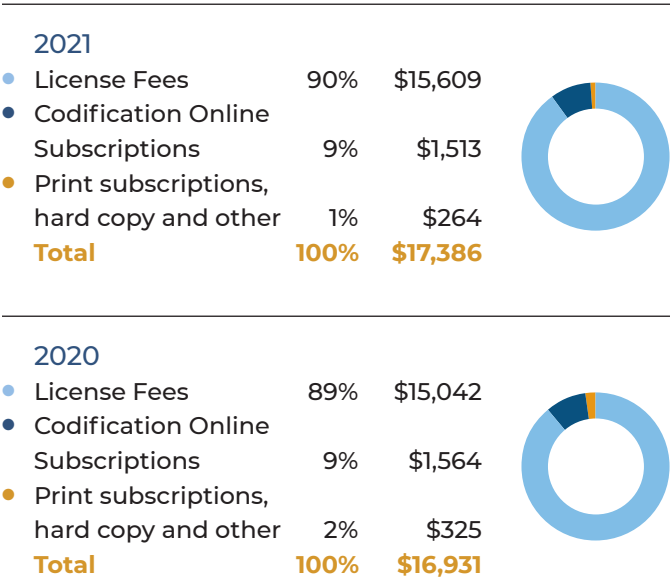 2021
License Fees 90% $15,609
Codification Online
Subscriptions 9% $1,513
Print subscriptions,
hard copy and other 1% $264
Total 100% $17,386
2020
License Fees 89% $15,042
Codification Online
Subscriptions 9% $1,564
Print subscriptions,
hard copy and other 2% $325
Total 100% $16,931